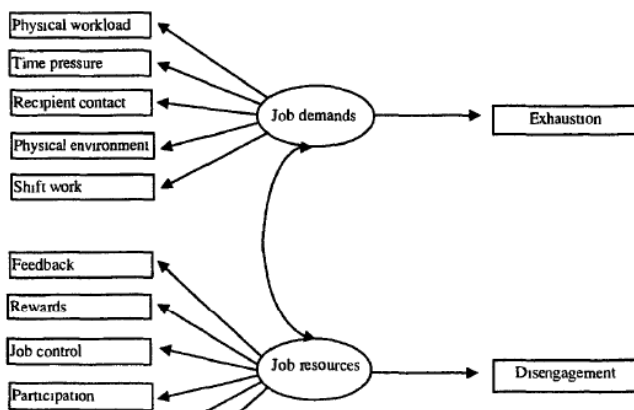 Physical workload
Time pressure
Recipient contact
Physical environment
Shift work
Job demands
Exhaustion
Feedback
Rewards
Job control
Participation
Job resources
Disengagement